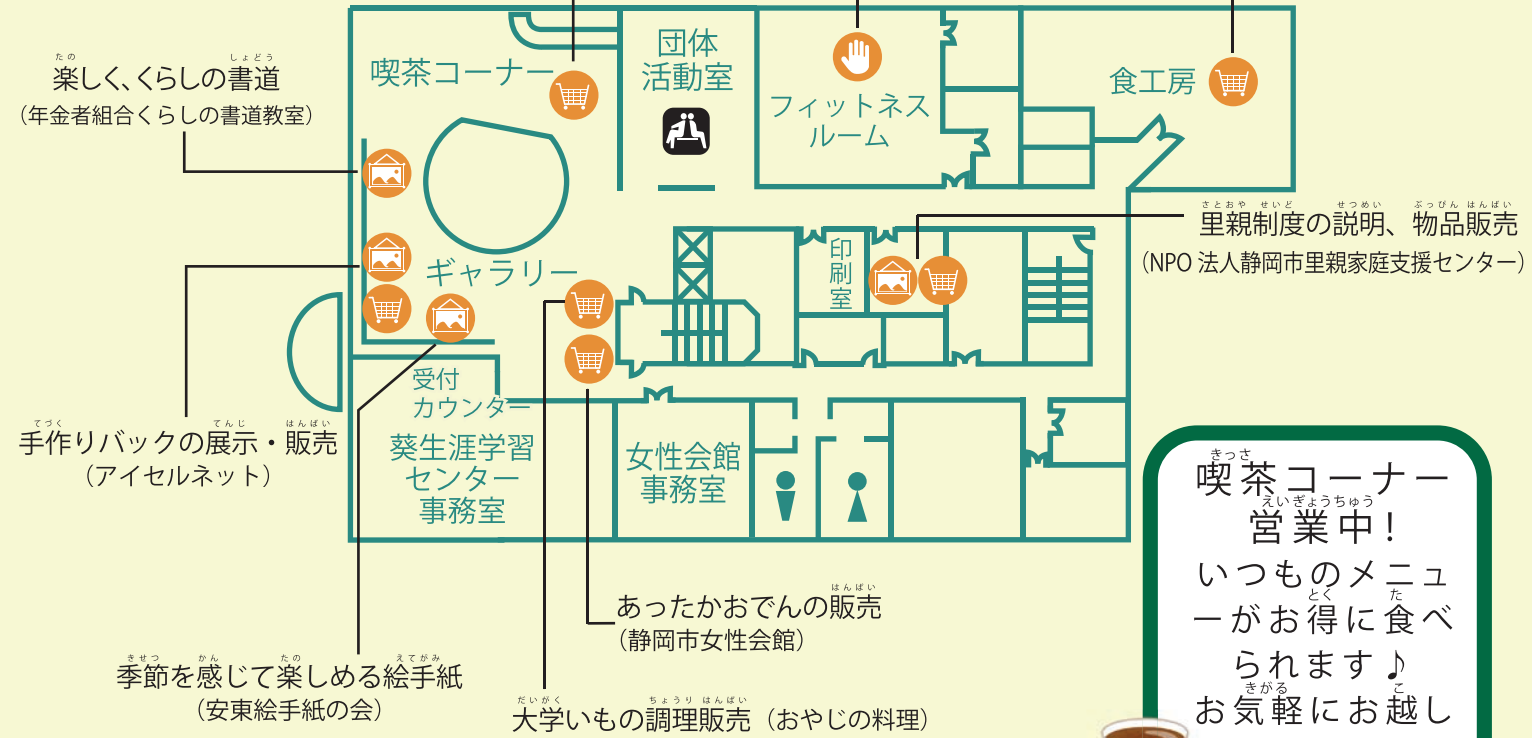 楽しく、くらしの書道
（年金者組合くらしの書道教室）
喫茶コーナー
団体
活動室
フィットネス
ルーム
食工房
里親制度の説明、物品販売
（NPO 法人静岡市里親家庭支援センター）
印
刷
室
ギャラリー
手作りバックの展示・販売
（アイセルネット）
受付
カウンター
葵生涯学習
センター
事務室
女性会館
事務室
あったかおでんの販売
（静岡市女性会館）
季節を感じて楽しめる絵手紙
（安東絵手紙の会）
大学いもの調理販売（おやじの料理）
喫茶コーナー
営業中！
いつものメニュ
ーがお得に食べ
られます♪
お気軽にお越し